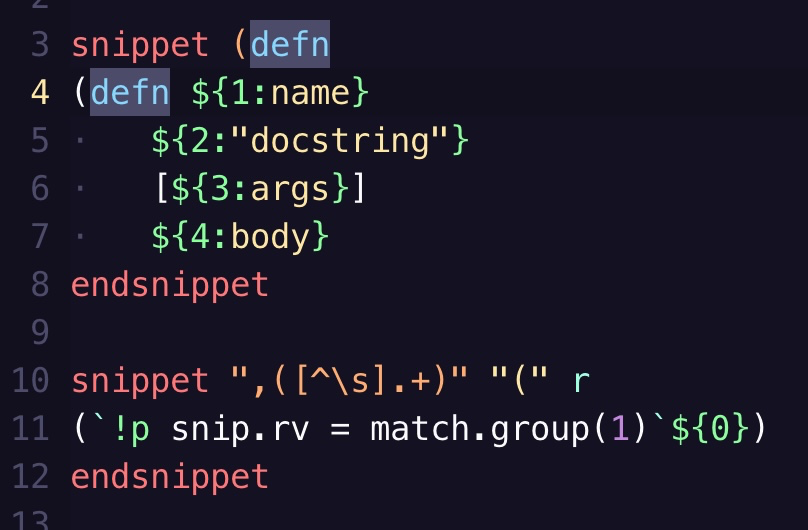 2
3 snippet (defn
4 (defn ${1:name}
5 ·   ${2:"docstring"}
6 ·   [${3:args}]
7 ·   ${4:body}
8 endsnippet
9
10 snippet ",([^\s].+)" "(" r
11 (`!p snip.rv = match.group(1)`${0})
12 endsnippet
13